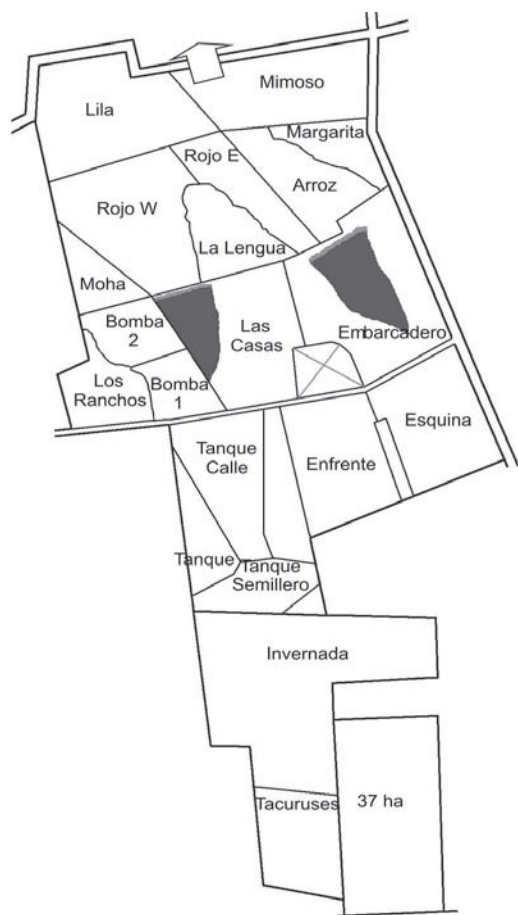 Mimoso
Lila
Margarita
Rojo E
Arroz
Rojo W
La Lengua
Moha
Bomba
2
Las
Casas
Embarcadero
Los
Ranchos
Bomba
1
Esquina
Tanque
Calle
Enfrente
Tanque
Tanque
Semillero
Invernada
Tacuruses
37 ha